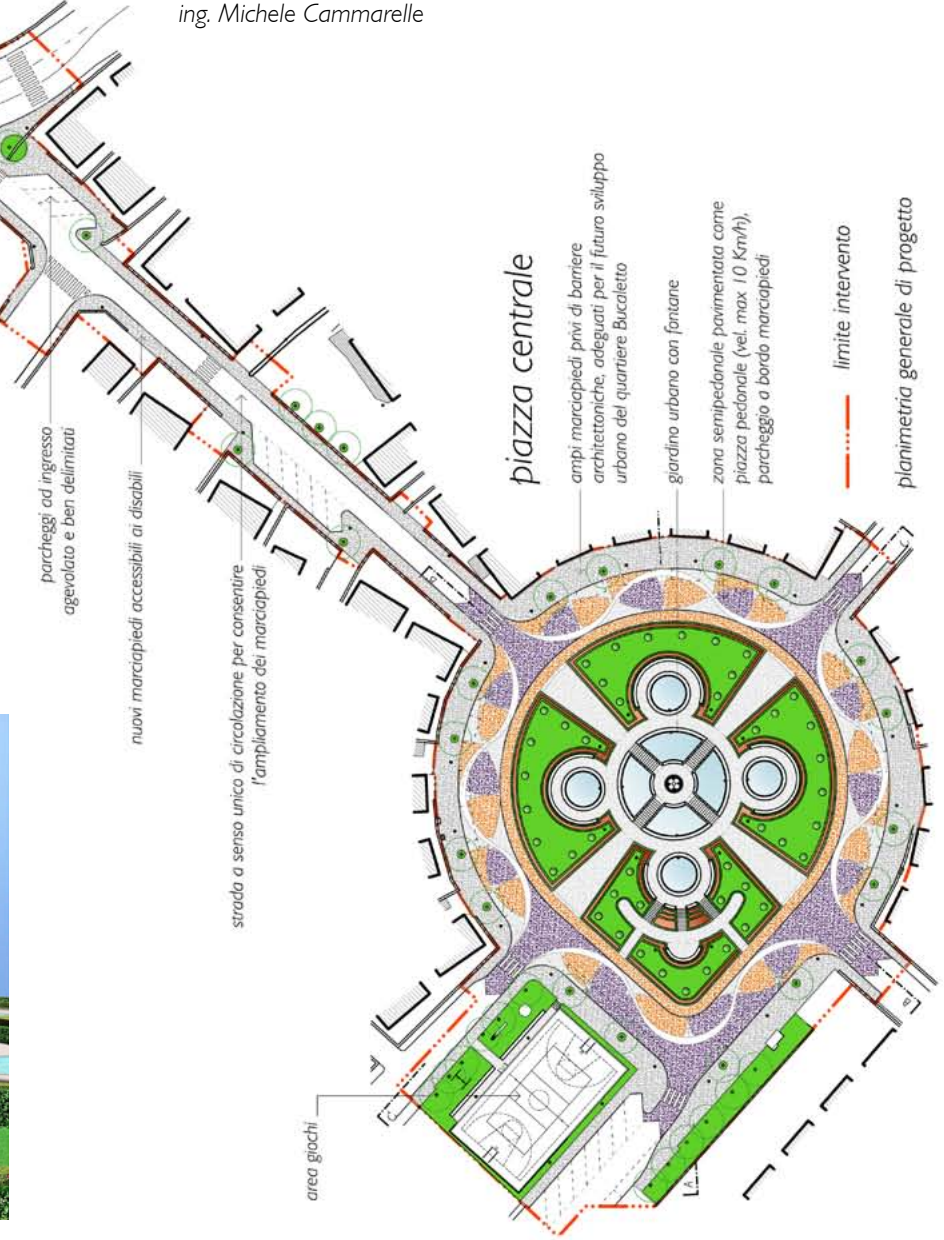 ing. Michele Cammarelle
parcheggi ad ingresso
agevolato e ben delimitati
nuovi marciapiedi accessibili ai disabili
strada a senso unico di circolazione per consentire
l'ampliamento dei marciapiedi
area giochi
piazza centrale
ampi marciapiedi privi di barriere
architettoniche, adeguati per il futuro sviluppo
urbano del quartiere Bucaletto
giardino urbano con fontane
zona semipedonale pavimentata come
piazza pedonale (vel. max 10 Km/h),
parcheggio a bordo marciapiedi
limite intervento
planimetria generale di progetto
C
A
B
C